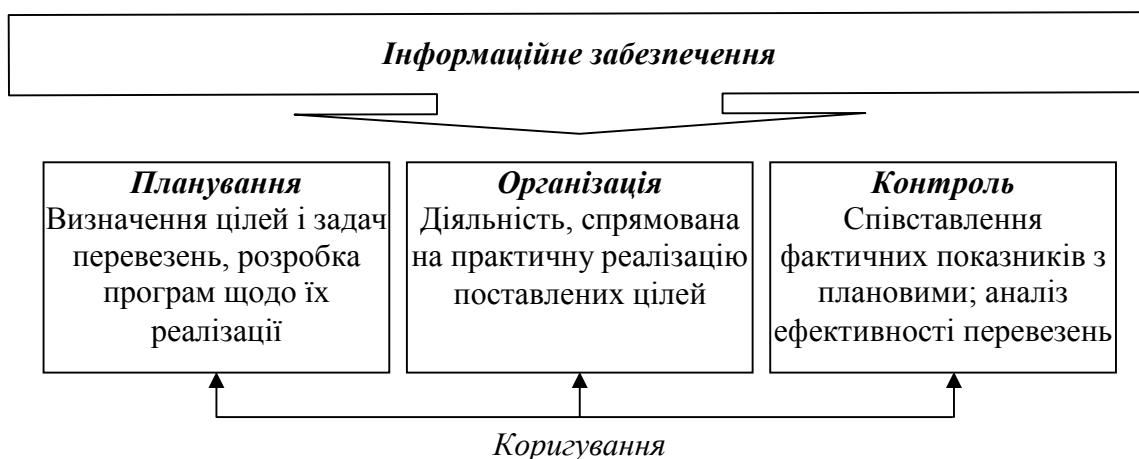 Інформаційне забезпечення
Планування
Визначення цілей і задач
перевезень, розробка
програм щодо їх
реалізації
Організація
Діяльність, спрямована
на практичну реалізацію
поставлених цілей
Контроль
Співставлення
фактичних показників з
плановими; аналіз
ефективності перевезень
Коригування